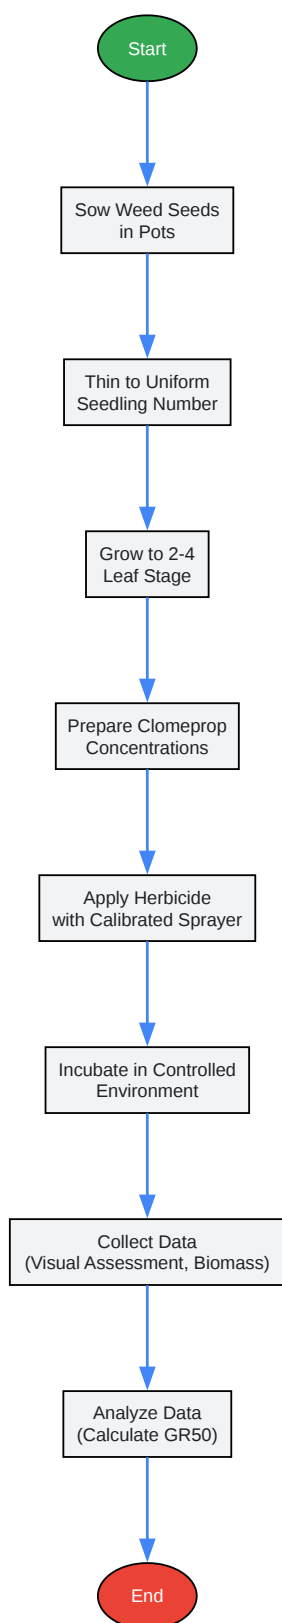 Start
Sow Weed Seeds
in Pots
Thin to Uniform
Seedling Number
Grow to 2-4
Leaf Stage
Prepare Clomeprop
Concentrations
Apply Herbicide
with Calibrated Sprayer
Incubate in Controlled
Environment
Collect Data
(Visual Assessment, Biomass)
Analyze Data
(Calculate GR50)
End